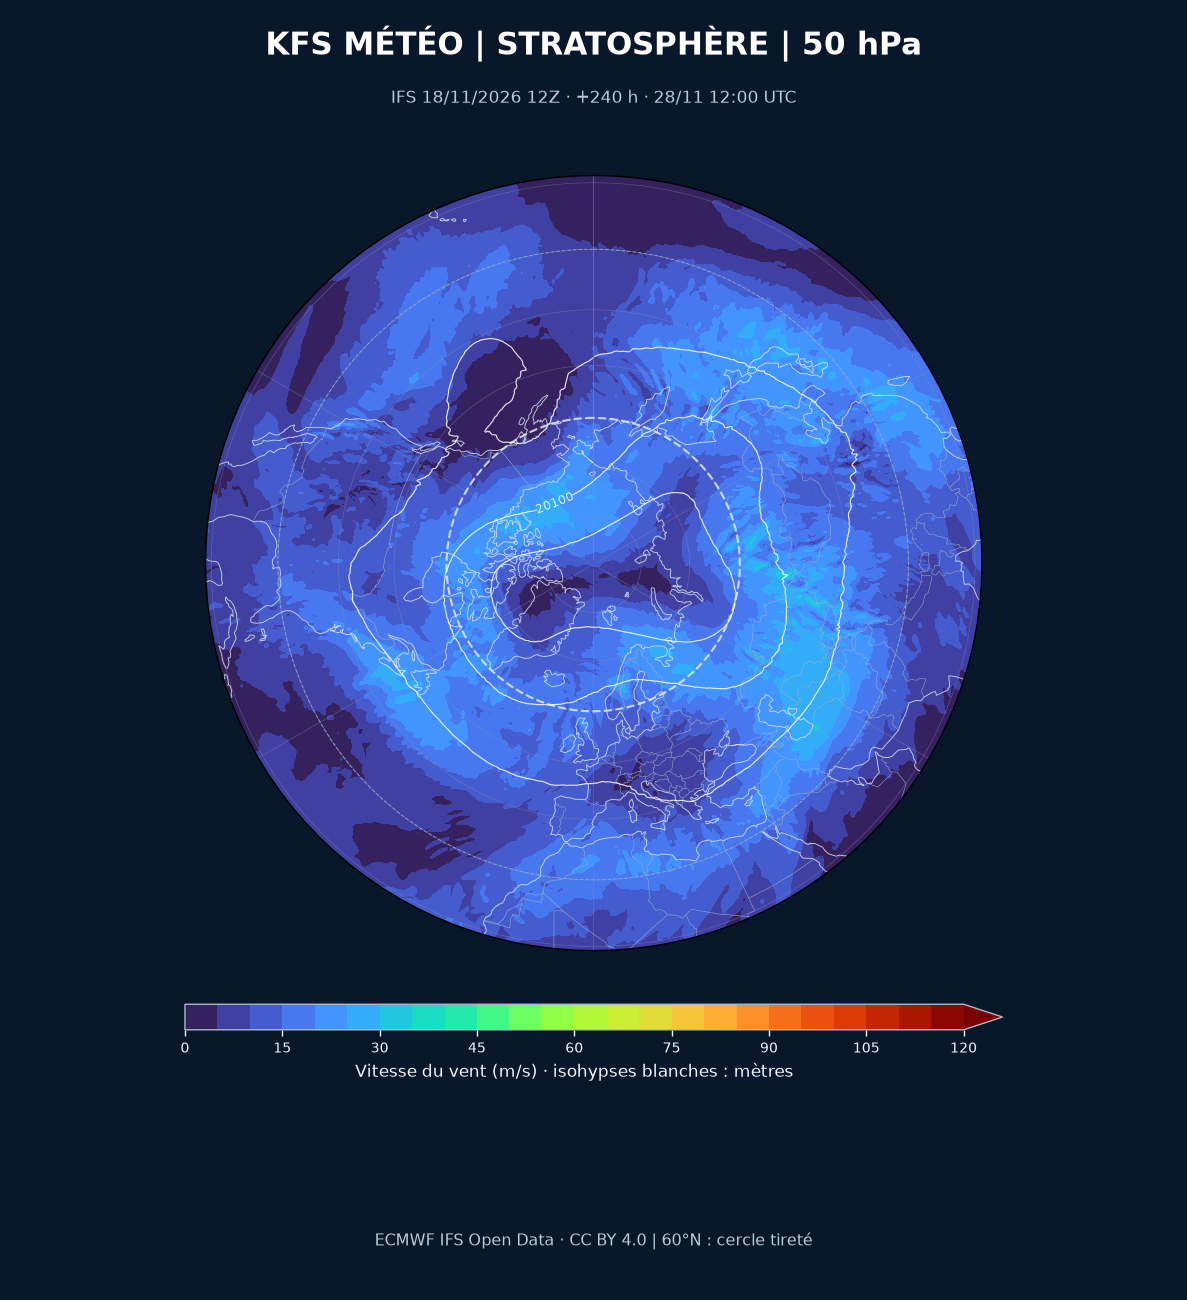 KFS MÉTÉO | STRATOSPHÈRE | 50 hPa
IFS 18/11/2026 12Z · +240 h · 28/11 12:00 UTC
20100
0 15 30 45 60 75 90 105 120
Vitesse du vent (m/s) · isohypses blanches : mètres
ECMWF IFS Open Data · CC BY 4.0 | 60°N : cercle tireté